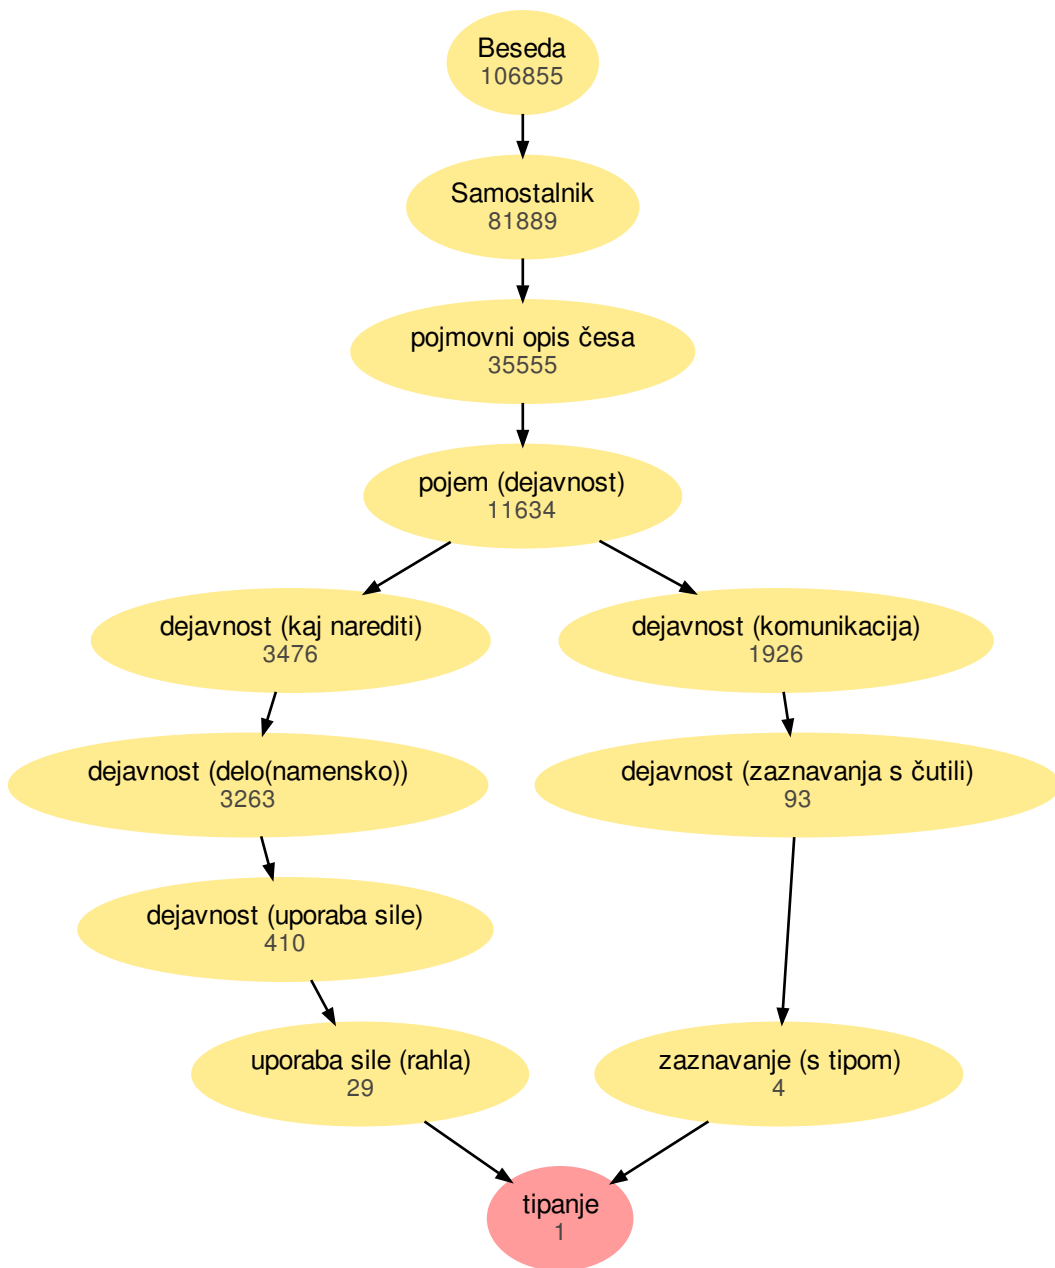 Beseda
106855
Samostalnik
81889
pojmovni opis česa
35555
pojem (dejavnost)
11634
dejavnost (kaj narediti)
3476
dejavnost (komunikacija)
1926
dejavnost (delo(namensko))
3263
dejavnost (zaznavanja s čutili)
93
dejavnost (uporaba sile)
410
uporaba sile (rahla)
29
zaznavanje (s tipom)
4
tipanje
1